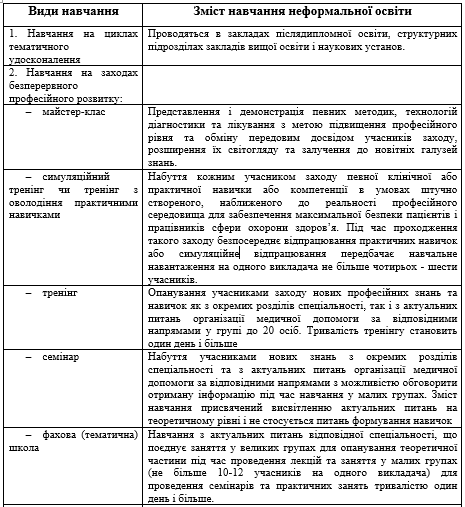 Види навчання
Зміст навчання неформальної освіти
1. Навчання на циклах
тематичного
удосконалення
Проводяться в закладах післядипломної освіти, структурних
підрозділах закладів вищої освіти і наукових установ.
2. Навчання на заходах
безперервного
професійного розвитку:
– майстер-клас
Представлення і демонстрація певних методик, технологій
діагностики та лікування з метою підвищення професійного
рівня та обміну передовим досвідом учасників заходу,
розширення їх світогляду та залучення до новітніх галузей
знань.
– симуляційний
тренінг чи тренінг з
оволодіння практичними
навичками
Набуття кожним учасником заходу певної клінічної або
практичної навички або компетенції в умовах штучно
створеного, наближеного до реальності професійного
середовища для забезпечення максимальної безпеки пацієнтів і
працівників сфери охорони здоров’я. Під час проходження
такого заходу безпосереднє відпрацювання практичних навичок
або симуляційне відпрацювання передбачає навчальне
навантаження на одного викладача не більше чотирьох - шести
учасників.
– тренінг
Опанування учасниками заходу нових професійних знань та
навичок як з окремих розділів спеціальності, так і з актуальних
питань організації медичної допомоги за відповідними
напрямами у групі до 20 осіб. Тривалість тренінгу становить
один день і більше
– семінар
Набуття учасниками нових знань з окремих розділів
спеціальності та з актуальних питань організації медичної
допомоги за відповідними напрямами з можливістю обговорити
отриману інформацію під час навчання у малих групах. Зміст
навчання присвячений висвітленню актуальних питань на
теоретичному рівні і не стосується питань формування навичок
– фахова (тематична)
школа
Навчання з актуальних питань відповідної спеціальності, що
поєднує заняття у великих групах для опанування теоретичної
частини під час проведення лекцій та заняття у малих групах
(не більше 10-12 учасників на одного викладача) для
проведення семінарів та практичних занять тривалістю один
день і більше.